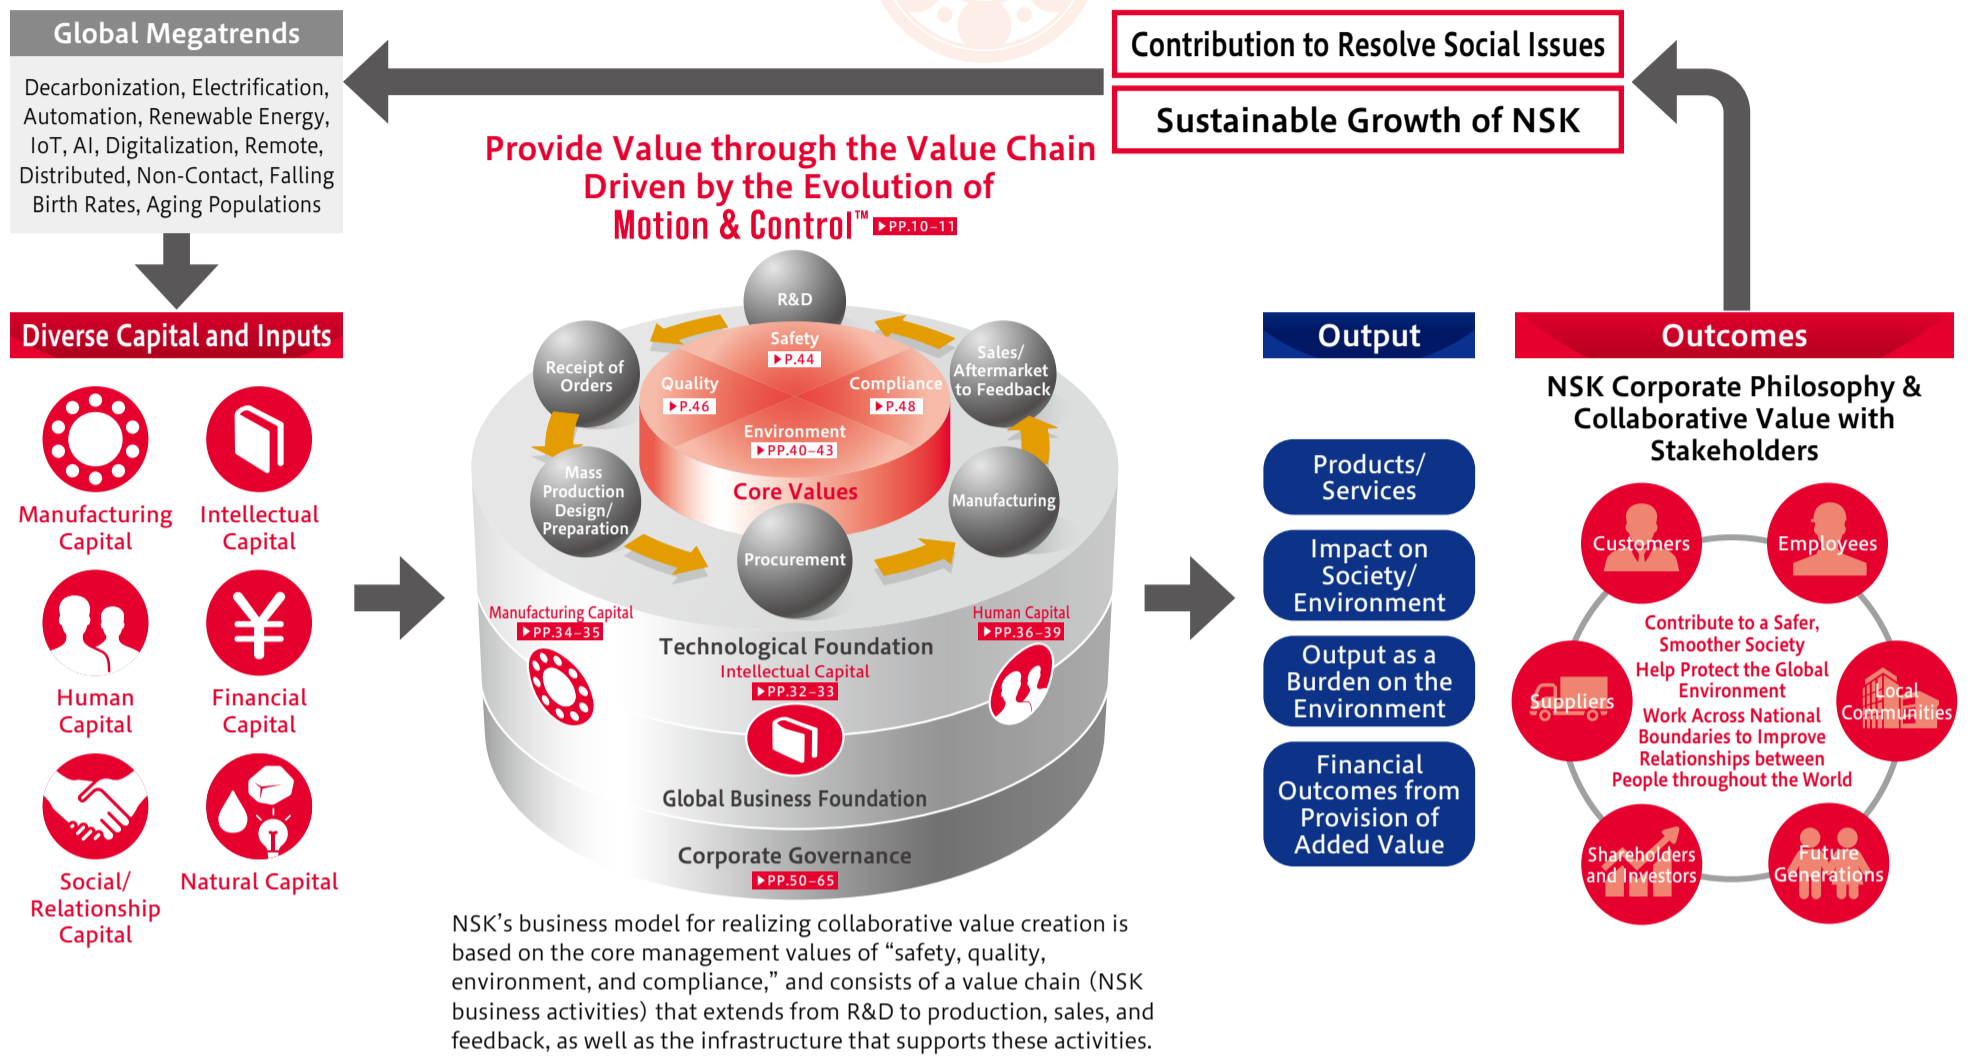 Global Megatrends
Decarbonization, Electrification,
Automation, Renewable Energy,
IoT, AI, Digitalization, Remote,
Distributed, Non-Contact, Falling
Birth Rates, Aging Populations
Contribution to Resolve Social Issues
Sustainable Growth of NSK
Diverse Capital and Inputs
Manufacturing
Capital
Intellectual
Capital
Human
Capital
Financial
Capital
Social/
Relationship
Capital
Natural Capital
Provide Value through the Value Chain
Driven by the Evolution of
Motion & Control™ ▶PP.10–11
R&D
Receipt of
Orders
Mass
Production
Design/
Preparation
Procurement
Manufacturing
Sales/
Aftermarket
to Feedback
Safety
▶P.44
Quality
▶P.46
Compliance
▶P.48
Environment
▶PP.40–43
Core Values
Manufacturing Capital
▶PP.34–35
Human Capital
▶PP.36–39
Technological Foundation
Intellectual Capital
▶PP.32–33
Global Business Foundation
Corporate Governance
▶PP.50–65
NSK’s business model for realizing collaborative value creation is
based on the core management values of “safety, quality,
environment, and compliance,” and consists of a value chain (NSK
business activities) that extends from R&D to production, sales, and
feedback, as well as the infrastructure that supports these activities.
Output
Products/
Services
Impact on
Society/
Environment
Output as a
Burden on the
Environment
Financial
Outcomes from
Provision of
Added Value
Outcomes
NSK Corporate Philosophy &
Collaborative Value with
Stakeholders
Customers
Employees
Suppliers
Local
Communities
Shareholders
and Investors
Future
Generations
Contribute to a Safer,
Smoother Society
Help Protect the Global
Environment
Work Across National
Boundaries to Improve
Relationships between
People throughout the World